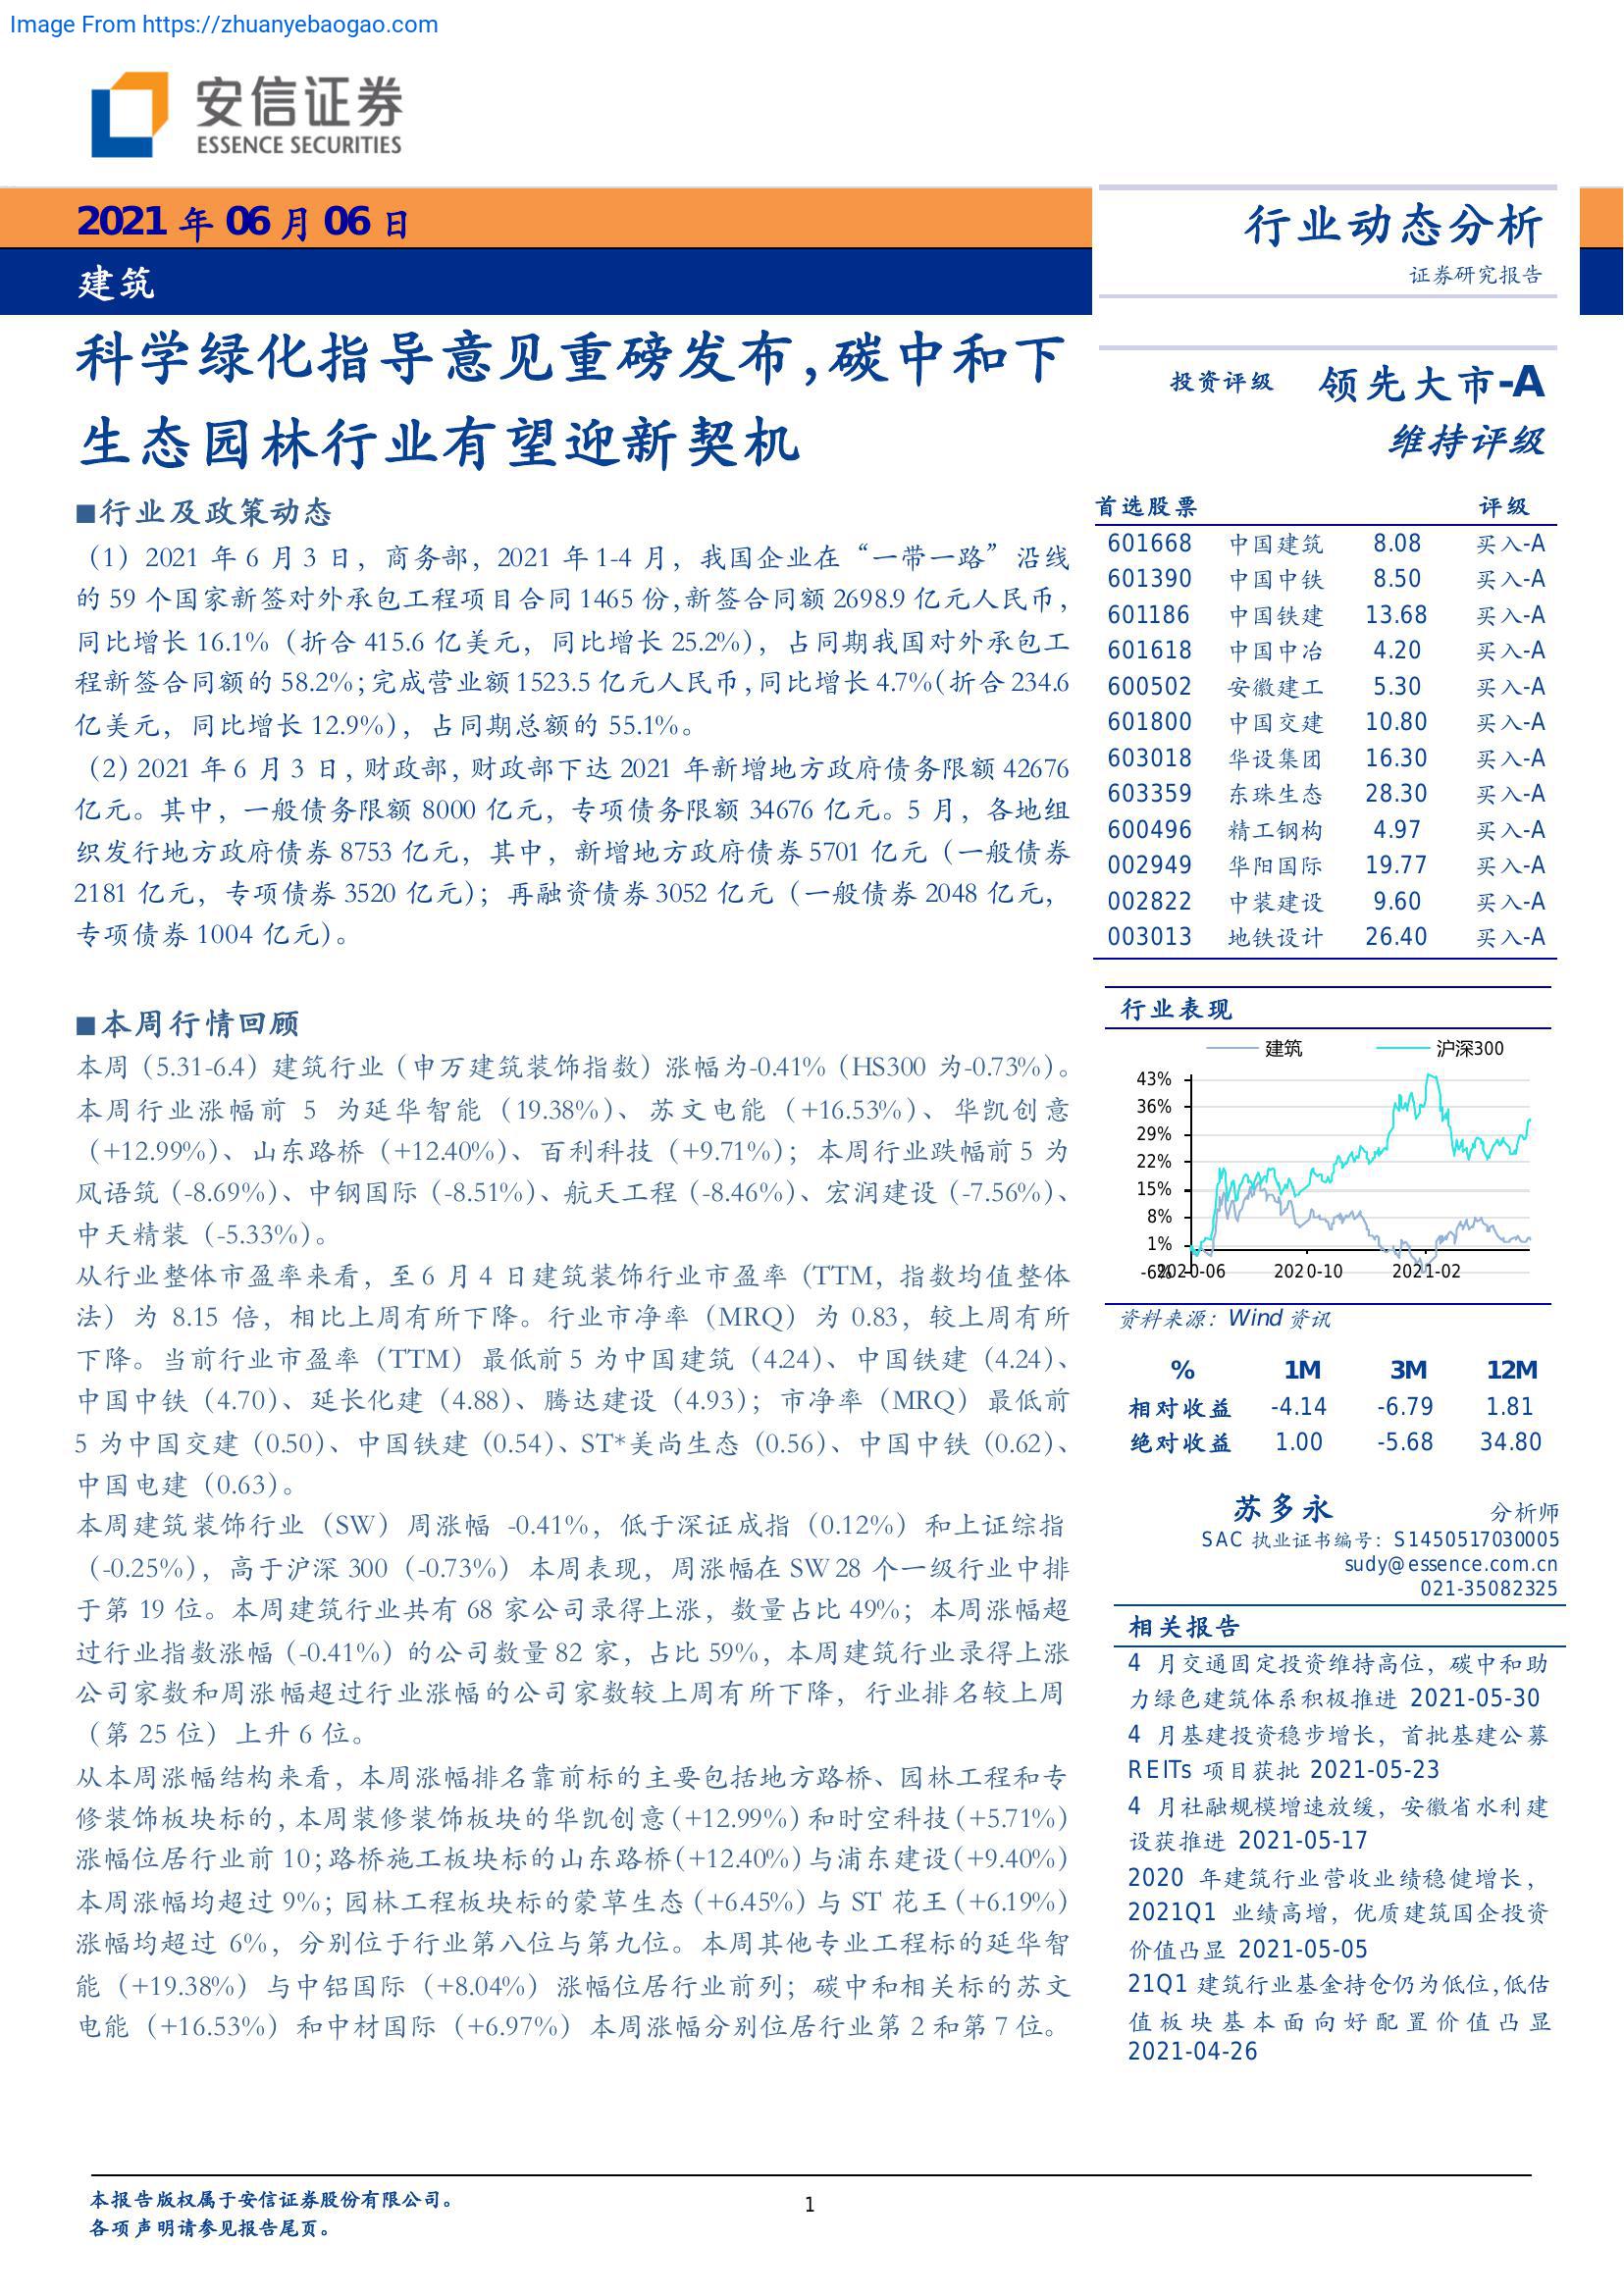 Image From https://zhuanyebaogao.com
安信证券
ESSENCE SECURITIES
2021 年 06 月 06 日
建筑
行业动态分析
证券研究报告
科学绿化指导意见重磅发布,碳中和下
生态园林行业有望迎新契机
■行业及政策动态
（1）2021 年 6 月 3 日，商务部，2021 年 1-4 月，我国企业在“一带一路”沿线
的 59 个国家新签对外承包工程项目合同 1465 份,新签合同额 2698.9 亿元人民币，
同比增长 16.1%（折合 415.6 亿美元，同比增长 25.2%），占同期我国对外承包工
程新签合同额的 58.2%;完成营业额 1523.5 亿元人民币,同比增长 4.7%(折合 234.6
亿美元，同比增长 12.9%），占同期总额的 55.1%。
（2）2021 年 6 月 3 日，财政部，财政部下达 2021 年新增地方政府债务限额 42676
亿元。其中，一般债务限额 8000 亿元，专项债务限额 34676 亿元。5 月，各地组
织发行地方政府债券 8753 亿元，其中，新增地方政府债券 5701 亿元（一般债券
2181 亿元，专项债券 3520 亿元）；再融资债券 3052 亿元（一般债券 2048 亿元，
专项债券 1004 亿元）。
■本周行情回顾
本周（5.31-6.4）建筑行业（申万建筑装饰指数）涨幅为-0.41%（HS300 为-0.73%）。
本周行业涨幅前 5 为延华智能（19.38%）、苏文电能（+16.53%）、华凯创意
（+12.99%）、山东路桥（+12.40%）、百利科技（+9.71%）；本周行业跌幅前 5 为
风语筑（-8.69%）、中钢国际（-8.51%）、航天工程（-8.46%）、宏润建设（-7.56%）、
中天精装（-5.33%）。
从行业整体市盈率来看，至 6 月 4 日建筑装饰行业市盈率（TTM，指数均值整体
法）为 8.15 倍，相比上周有所下降。行业市净率（MRQ）为 0.83，较上周有所
下降。当前行业市盈率（TTM）最低前 5 为中国建筑（4.24）、中国铁建（4.24）、
中国中铁（4.70）、延长化建（4.88）、腾达建设（4.93）；市净率（MRQ）最低前
5 为中国交建（0.50）、中国铁建（0.54）、ST*美尚生态（0.56）、中国中铁（0.62）、
中国电建（0.63）。
本周建筑装饰行业（SW）周涨幅 -0.41%，低于深证成指（0.12%）和上证综指
（-0.25%），高于沪深 300（-0.73%）本周表现，周涨幅在 SW 28 个一级行业中排
于第 19 位。本周建筑行业共有 68 家公司录得上涨，数量占比 49%；本周涨幅超
过行业指数涨幅（-0.41%）的公司数量 82 家，占比 59%，本周建筑行业录得上涨
公司家数和周涨幅超过行业涨幅的公司家数较上周有所下降，行业排名较上周
（第 25 位）上升 6 位。
从本周涨幅结构来看，本周涨幅排名靠前标的主要包括地方路桥、园林工程和专
修装饰板块标的，本周装修装饰板块的华凯创意(+12.99%)和时空科技(+5.71%)
涨幅位居行业前 10;路桥施工板块标的山东路桥(+12.40%)与浦东建设(+9.40%)
本周涨幅均超过 9%；园林工程板块标的蒙草生态（+6.45%）与 ST 花王（+6.19%）
涨幅均超过 6%，分别位于行业第八位与第九位。本周其他专业工程标的延华智
能（+19.38%）与中铝国际（+8.04%）涨幅位居行业前列；碳中和相关标的苏文
电能（+16.53%）和中材国际（+6.97%）本周涨幅分别位居行业第 2 和第 7 位。
投资评级 领先大市-A
维持评级
首选股票 评级
601668 中国建筑 8.08 买入-A
601390 中国中铁 8.50 买入-A
601186 中国铁建 13.68 买入-A
601618 中国中冶 4.20 买入-A
600502 安徽建工 5.30 买入-A
601800 中国交建 10.80 买入-A
603018 华设集团 16.30 买入-A
603359 东珠生态 28.30 买入-A
600496 精工钢构 4.97 买入-A
002949 华阳国际 19.77 买入-A
002822 中装建设 9.60 买入-A
003013 地铁设计 26.40 买入-A
行业表现
建筑 沪深300
43%
36%
29%
22%
15%
8%
1%
-6%
2020-06 2020-10 2021-02
资料来源：Wind 资讯
% 1M 3M 12M
相对收益 -4.14 -6.79 1.81
绝对收益 1.00 -5.68 34.80
苏多永 分析师
SAC 执业证书编号：S1450517030005
sudy@essence.com.cn
021-35082325
相关报告
4 月交通固定投资维持高位，碳中和助
力绿色建筑体系积极推进 2021-05-30
4 月基建投资稳步增长，首批基建公募
REITs 项目获批 2021-05-23
4 月社融规模增速放缓，安徽省水利建
设获推进 2021-05-17
2020 年建筑行业营收业绩稳健增长，
2021Q1 业绩高增，优质建筑国企投资
价值凸显 2021-05-05
21Q1 建筑行业基金持仓仍为低位,低估
值板块基本面向好配置价值凸显
2021-04-26
本报告版权属于安信证券股份有限公司。
各项声明请参见报告尾页。
1